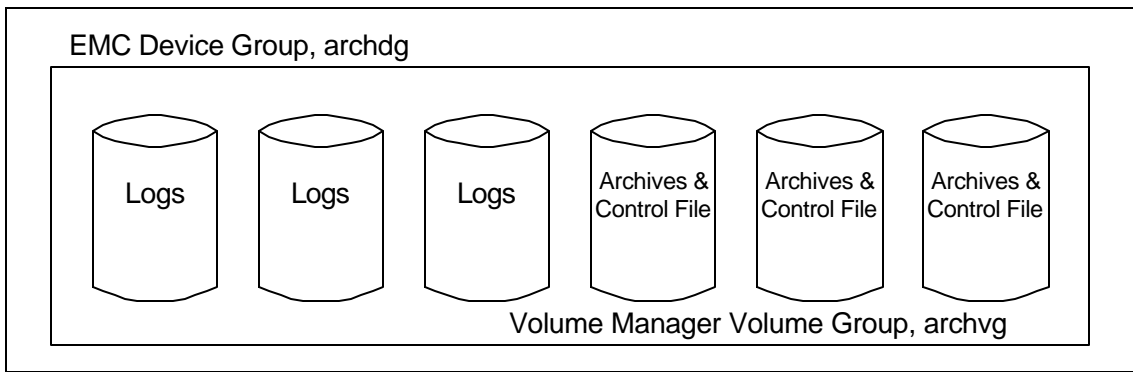 EMC Device Group, archdg
Logs
Logs
Logs
Archives &
Control File
Archives &
Control File
Archives &
Control File
Volume Manager Volume Group, archvg